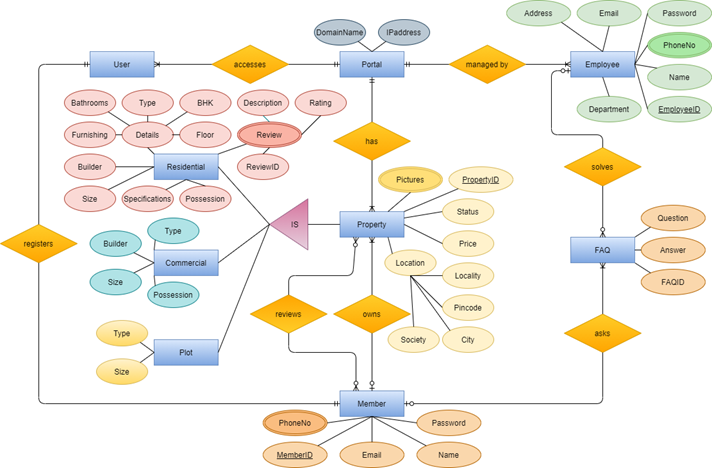 Address
Email
Password
DomainName
IPaddress
PhoneNo
User
accesses
Portal
managed by
Employee
Name
Department
EmployeeID
Bathrooms
Type
BHK
Description
Rating
Furnishing
Details
Floor
Review
has
Builder
Residential
ReviewID
solves
Pictures
PropertyID
Size
Specifications
Possession
IS
Property
Status
Question
registers
Builder
Type
Price
FAQ
Answer
Commercial
Location
Locality
Size
Possession
FAQID
Pincode
reviews
owns
Type
Society
City
asks
Plot
Size
Member
PhoneNo
Password
MemberID
Email
Name